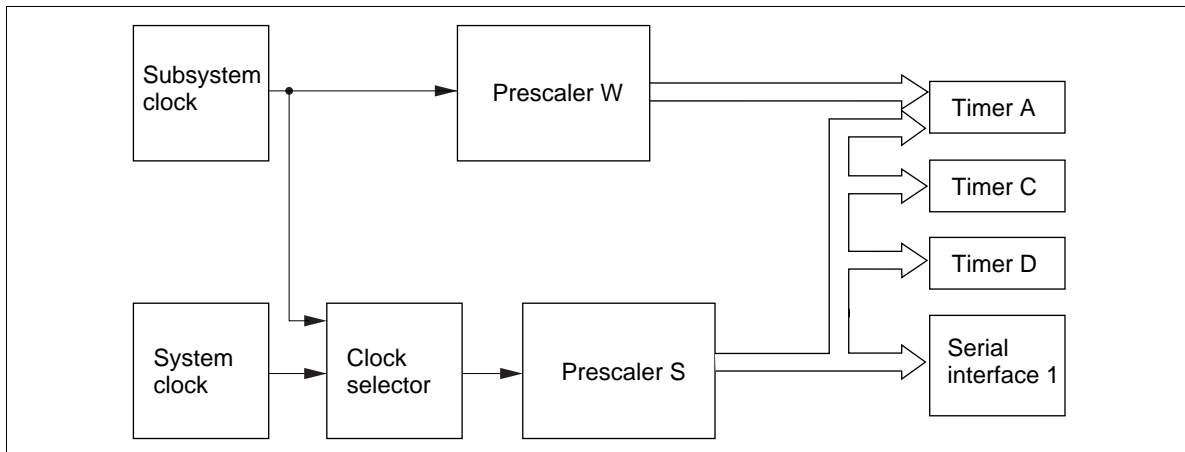 Subsystem
clock
Prescaler W
Timer A
Timer C
Timer D
System
clock
Clock
selector
Prescaler S
Serial
interface 1